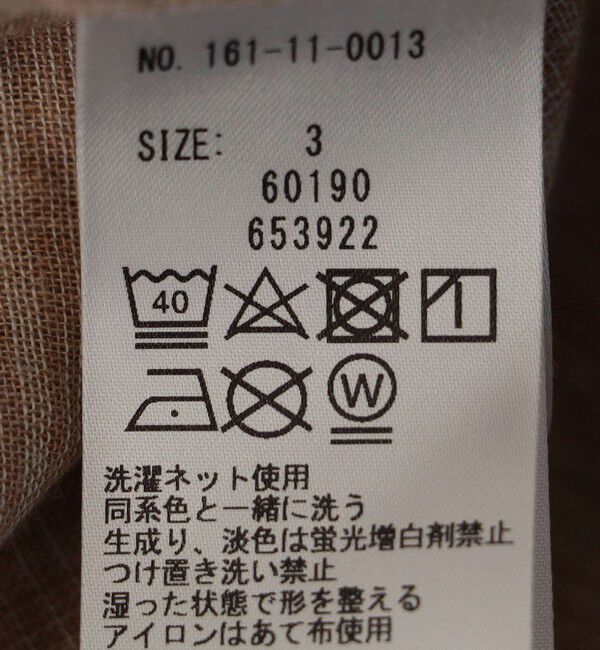 NO. 161-11-0013
SIZE: 3
60190
653922
40
W
洗濯ネット使用
同系色と一緒に洗う
生成り、淡色は蛍光増白剤禁止
つけ置き洗い禁止
湿った状態で形を整える
アイロンはあて布使用